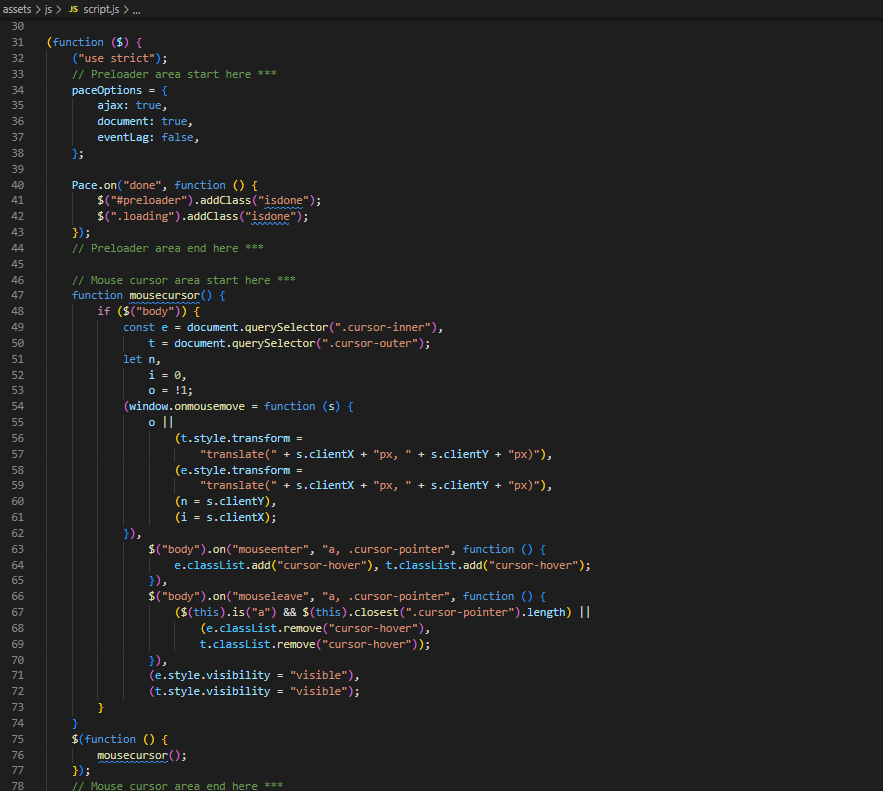 assets > js > JS script.js > ...
30
31 (function ($) {
32     ("use strict");
33     // Preloader area start here ***
34     paceOptions = {
35         ajax: true,
36         document: true,
37         eventLag: false,
38     };
39
40     Pace.on("done", function () {
41         $("#preloader").addClass("isdone");
42         $(".loading").addClass("isdone");
43     });
44     // Preloader area end here ***
45
46     // Mouse cursor area start here ***
47     function mousecursor() {
48         if ($("body")) {
49             const e = document.querySelector(".cursor-inner"),
50                 t = document.querySelector(".cursor-outer");
51             let n,
52                 i = 0,
53                 o = !1;
54             (window.onmousemove = function (s) {
55                 o ||
56                     (t.style.transform =
57                         "translate(" + s.clientX + "px, " + s.clientY + "px)"),
58                     (e.style.transform =
59                         "translate(" + s.clientX + "px, " + s.clientY + "px)"),
60                     (n = s.clientY),
61                     (i = s.clientX);
62             }),
63                 $("body").on("mouseenter", "a, .cursor-pointer", function () {
64                     e.classList.add("cursor-hover"), t.classList.add("cursor-hover");
65                 }),
66                 $("body").on("mouseleave", "a, .cursor-pointer", function () {
67                     ($(this).is("a") && $(this).closest(".cursor-pointer").length) ||
68                         (e.classList.remove("cursor-hover"),
69                         t.classList.remove("cursor-hover"));
70                 }),
71                 (e.style.visibility = "visible"),
72                 (t.style.visibility = "visible");
73         }
74     }
75     $(function () {
76         mousecursor();
77     });
78     // Mouse cursor area end here ***